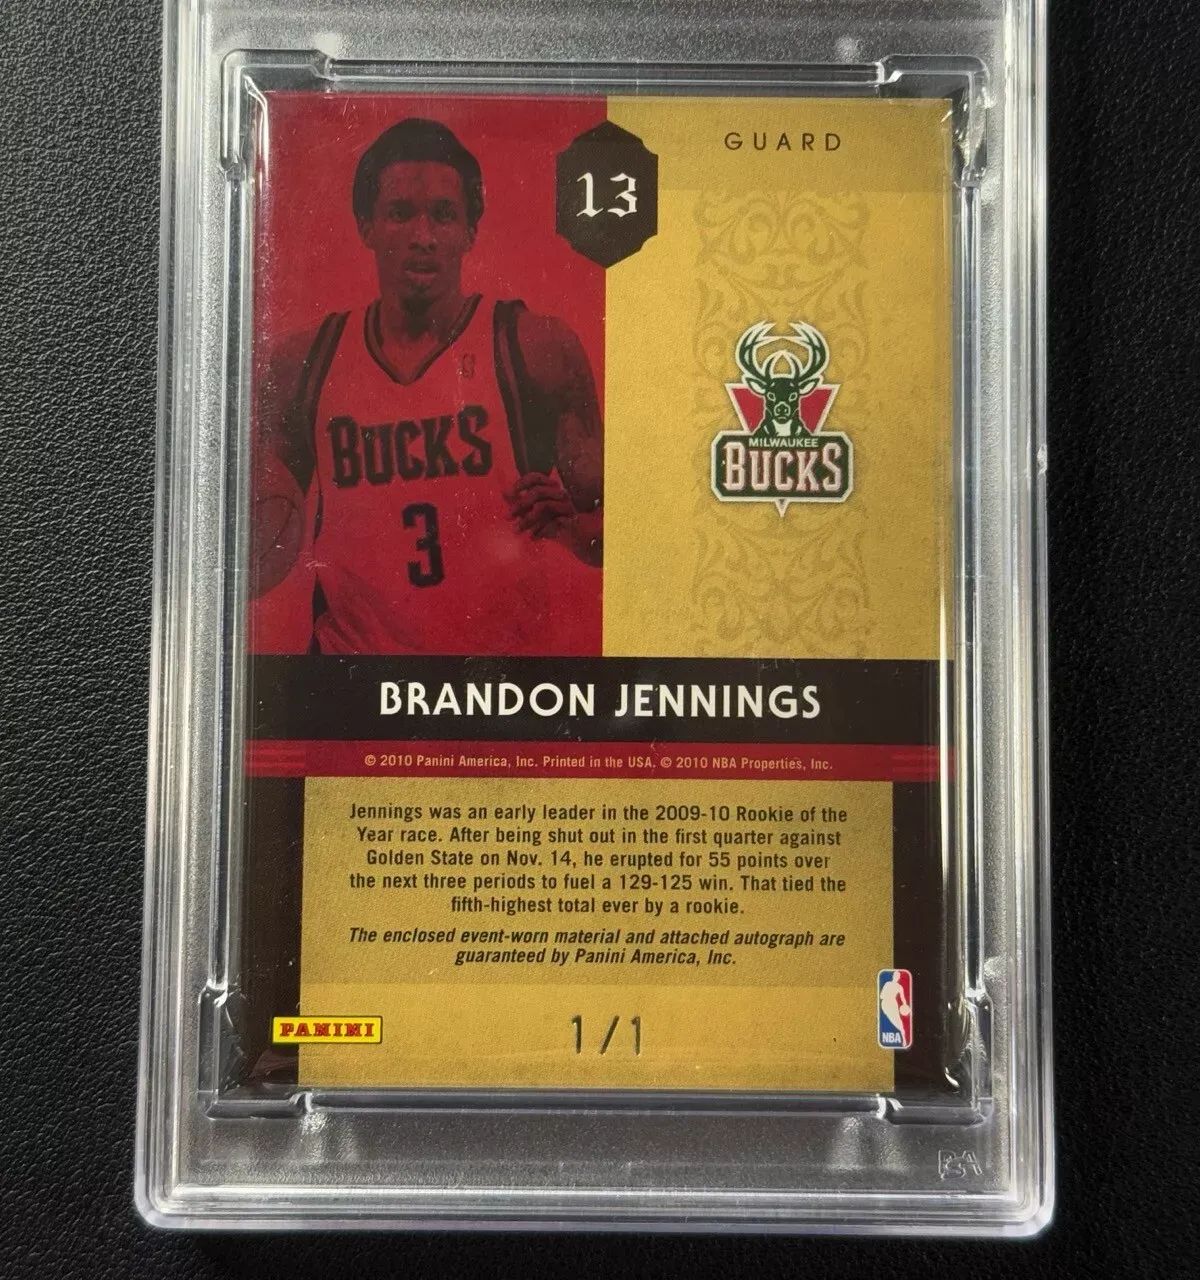 GUARD
13
BUCKS
3
MILWAUKEE
BUCKS
BRANDON JENNINGS
© 2010 Panini America, Inc. Printed in the USA. © 2010 NBA Properties, Inc.
Jennings was an early leader in the 2009-10 Rookie of the
Year race. After being shut out in the first quarter against
Golden State on Nov. 14, he erupted for 55 points over
the next three periods to fuel a 129-125 win. That tied the
fifth-highest total ever by a rookie.
The enclosed event-worn material and attached autograph are
guaranteed by Panini America, Inc.
PANINI
1/1
NBA
PSA